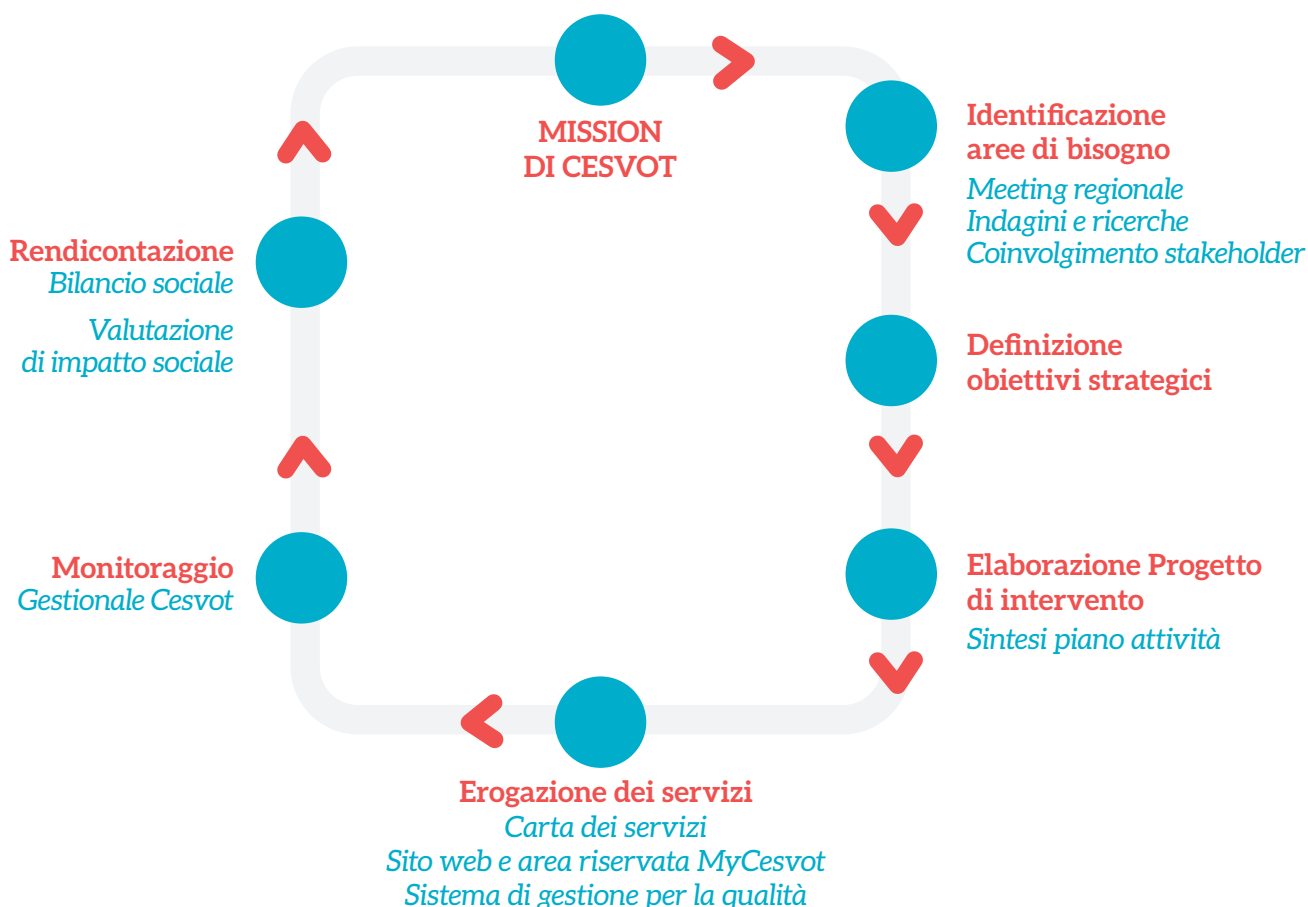 MISSION
DI CESVOT
Identificazione
aree di bisogno
Meeting regionale
Indagini e ricerche
Coinvolgimento stakeholder
Definizione
obiettivi strategici
Elaborazione Progetto
di intervento
Sintesi piano attività
Erogazione dei servizi
Carta dei servizi
Sito web e area riservata MyCesvot
Sistema di gestione per la qualità
Monitoraggio
Gestionale Cesvot
Rendicontazione
Bilancio sociale
Valutazione
di impatto sociale